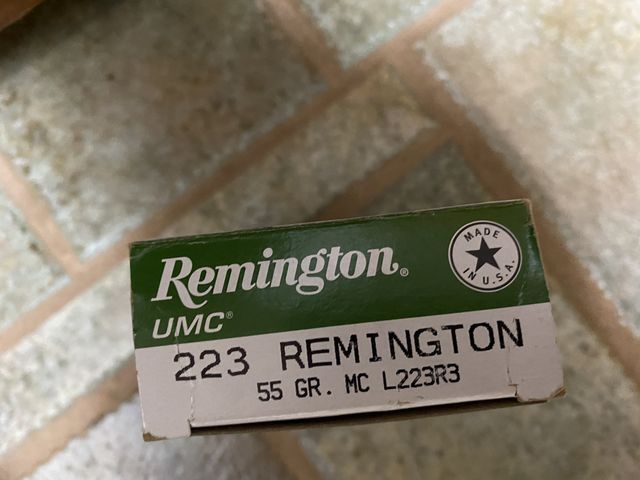 Remington®
MADE IN U.S.A.
UMC®
223 REMINGTON
55 GR. MC L223R3